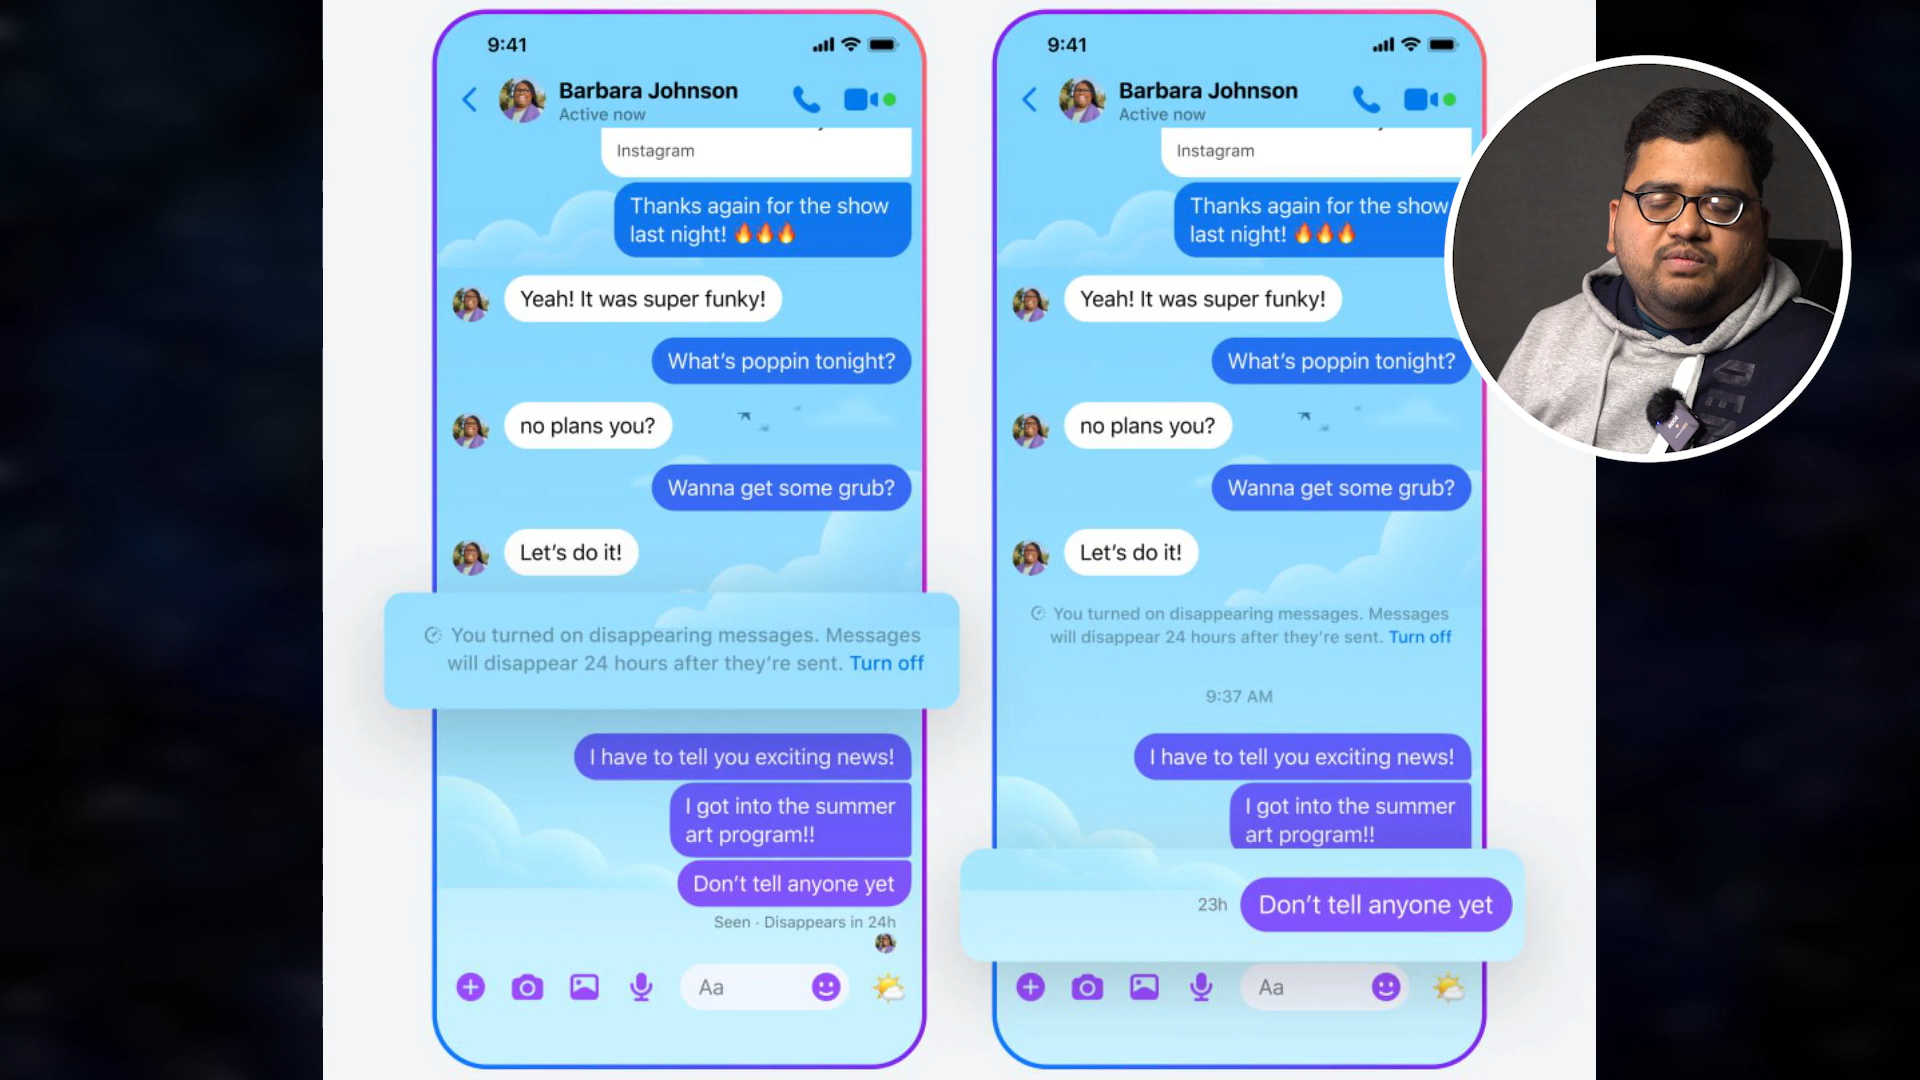 9:41
Barbara Johnson
Active now
Instagram
Thanks again for the show
last night! 🔥🔥🔥
Yeah! It was super funky!
What's poppin tonight?
no plans you?
Wanna get some grub?
Let's do it!
You turned on disappearing messages. Messages
will disappear 24 hours after they're sent. Turn off
I have to tell you exciting news!
I got into the summer
art program!!
Don't tell anyone yet
Seen · Disappears in 24h
Aa
9:41
Barbara Johnson
Active now
Instagram
Thanks again for the show
last night! 🔥🔥🔥
Yeah! It was super funky!
What's poppin tonight?
no plans you?
Wanna get some grub?
Let's do it!
You turned on disappearing messages. Messages
will disappear 24 hours after they're sent. Turn off
9:37 AM
I have to tell you exciting news!
I got into the summer
art program!!
23h
Don't tell anyone yet
Aa